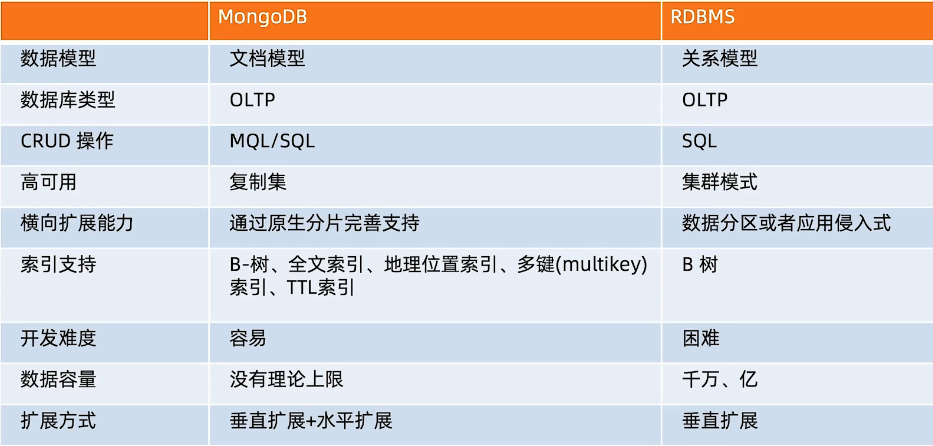 MongoDB RDBMS
数据模型 文档模型 关系模型
数据库类型 OLTP OLTP
CRUD 操作 MQL/SQL SQL
高可用 复制集 集群模式
横向扩展能力 通过原生分片完善支持 数据分区或者应用侵入式
索引支持 B-树、全文索引、地理位置索引、多键(multikey) B 树
索引、TTL索引
开发难度 容易 困难
数据容量 没有理论上限 千万、亿
扩展方式 垂直扩展+水平扩展 垂直扩展